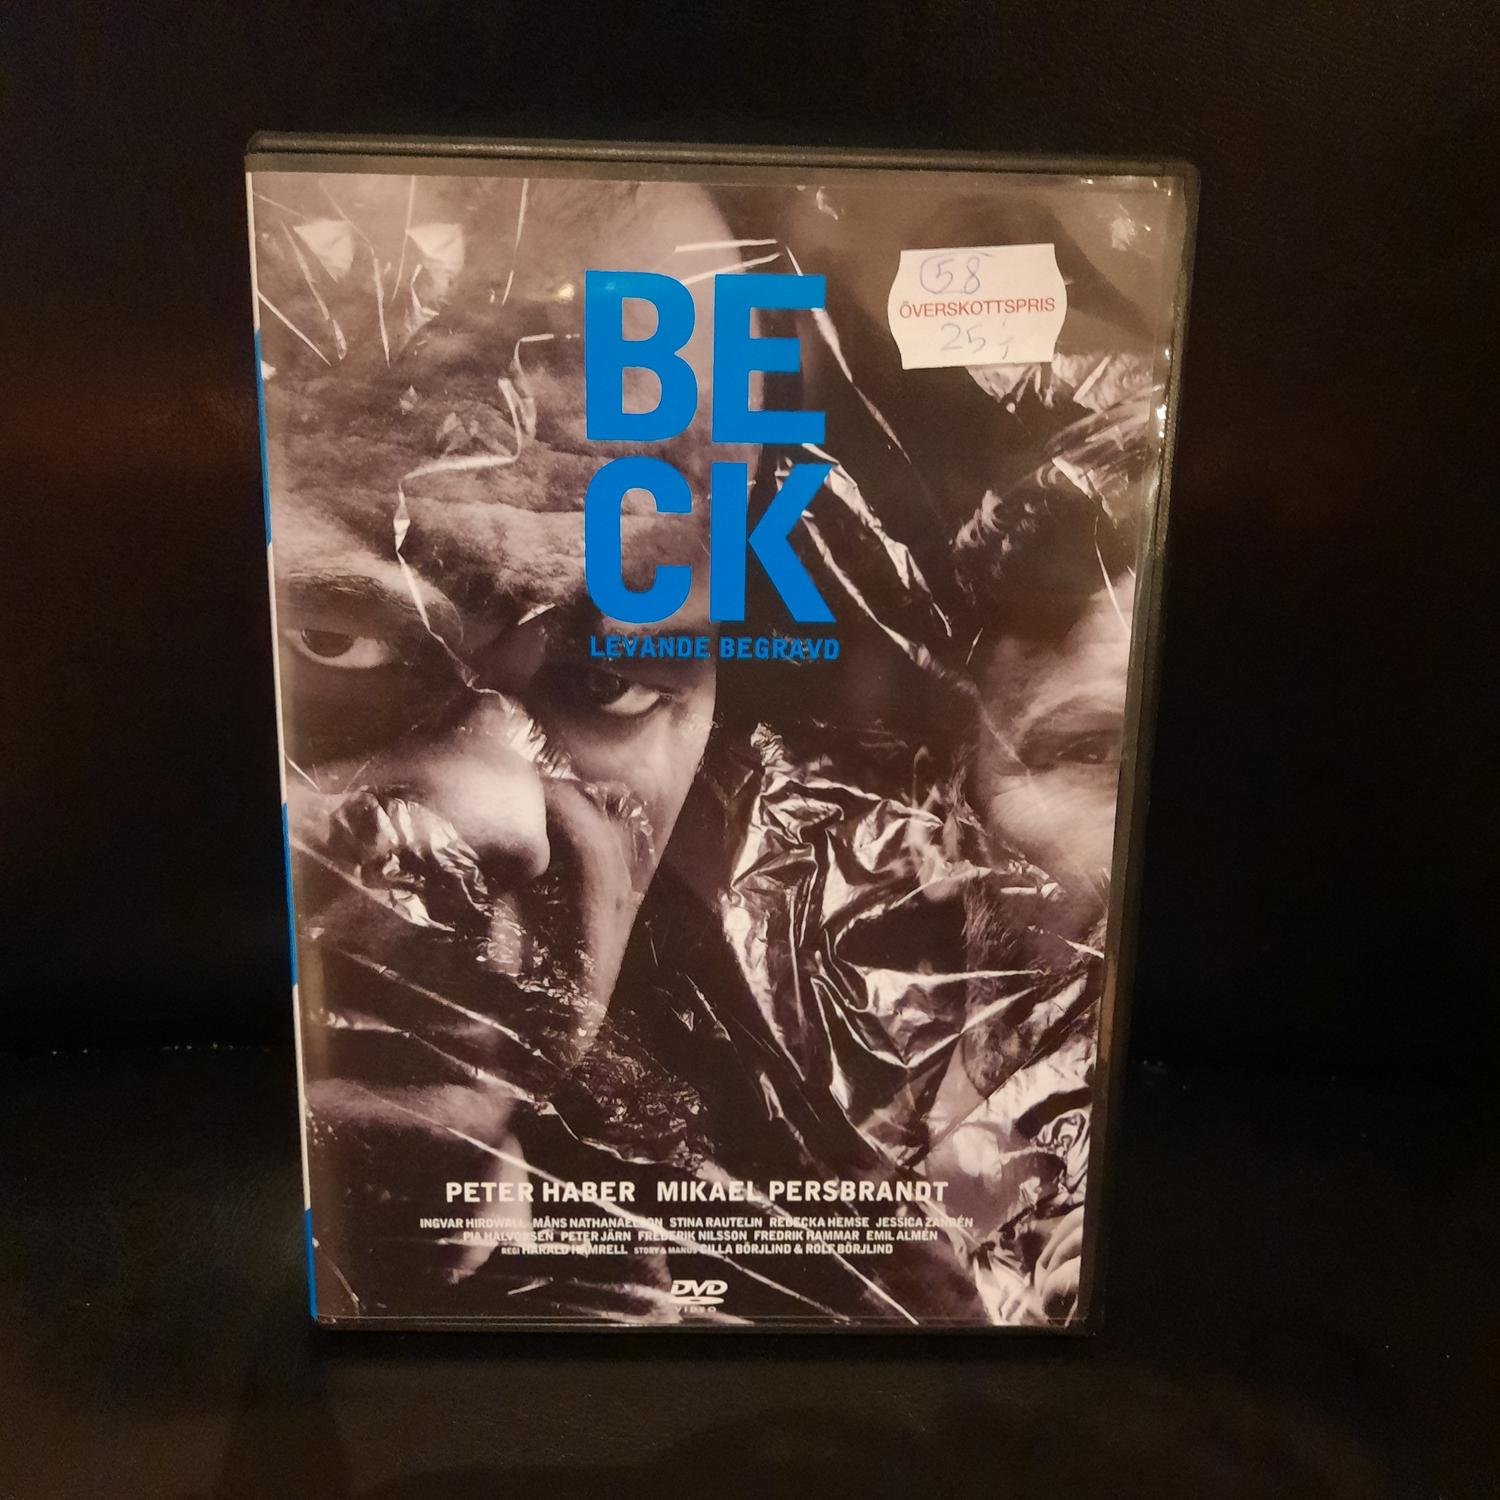 BE
CK
LEVANDE BEGRAVD
58
ÖVERSKOTTSPRIS
25:-
PETER HABER MIKAEL PERSBRANDT
INGVAR HIRDWALL MÅNS NATHANAELSON STINA RAUTELIN REBECKA HEMSE JESSICA ZANDÉN
PIA HALVORSEN PETER JÄRN FREDERIK NILSSON FREDRIK HAMMAR EMIL ALMÉN
REGI HARALD HAMRELL STORY & MANUS CILLA BÖRJLIND & ROLF BÖRJLIND
DVD
VIDEO